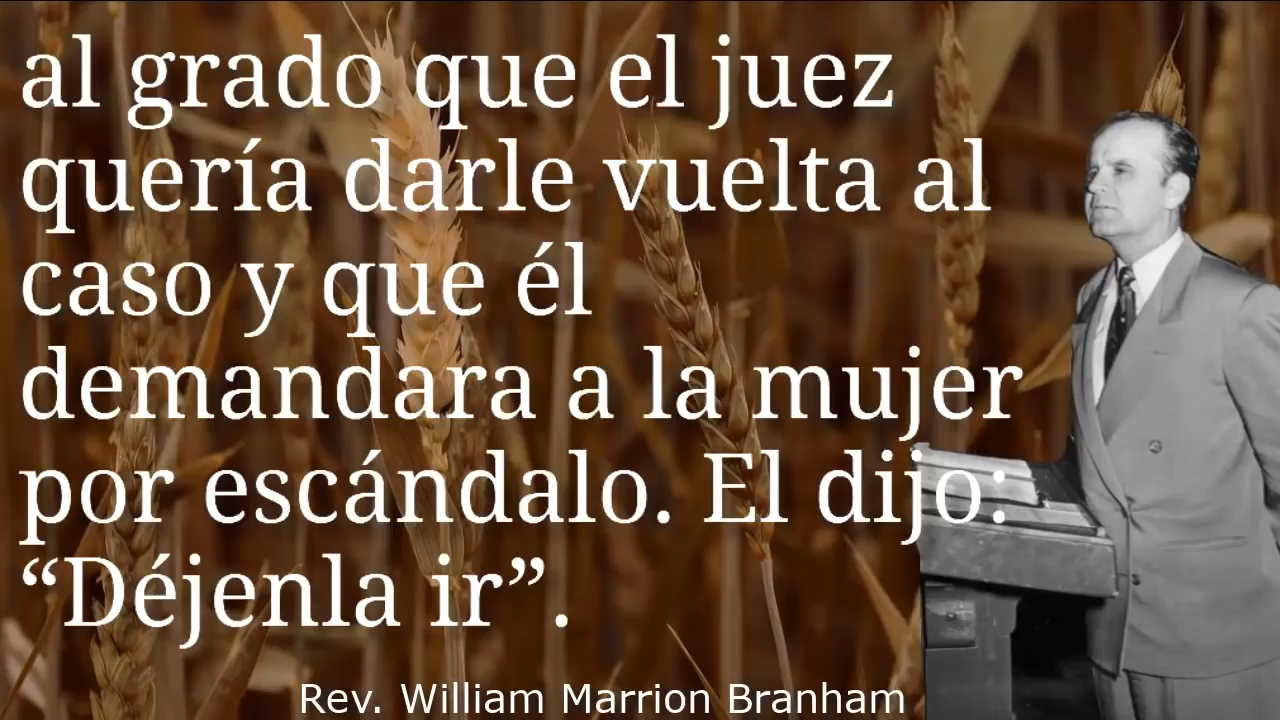 al grado que el juez
quería darle vuelta al
caso y que él
demandara a la mujer
por escándalo. El dijo:
“Déjenla ir”.
Rev. William Marrion Branham